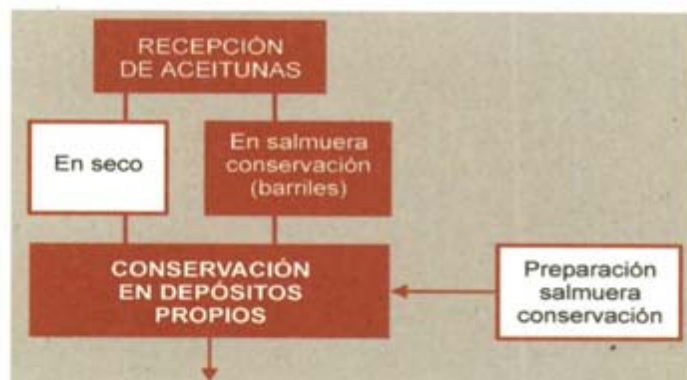 RECEPCIÓN
DE ACEITUNAS
En seco
En salmuera
conservación
(barriles)
CONSERVACIÓN
EN DEPÓSITOS
PROPIOS
Preparación
salmuera
conservación